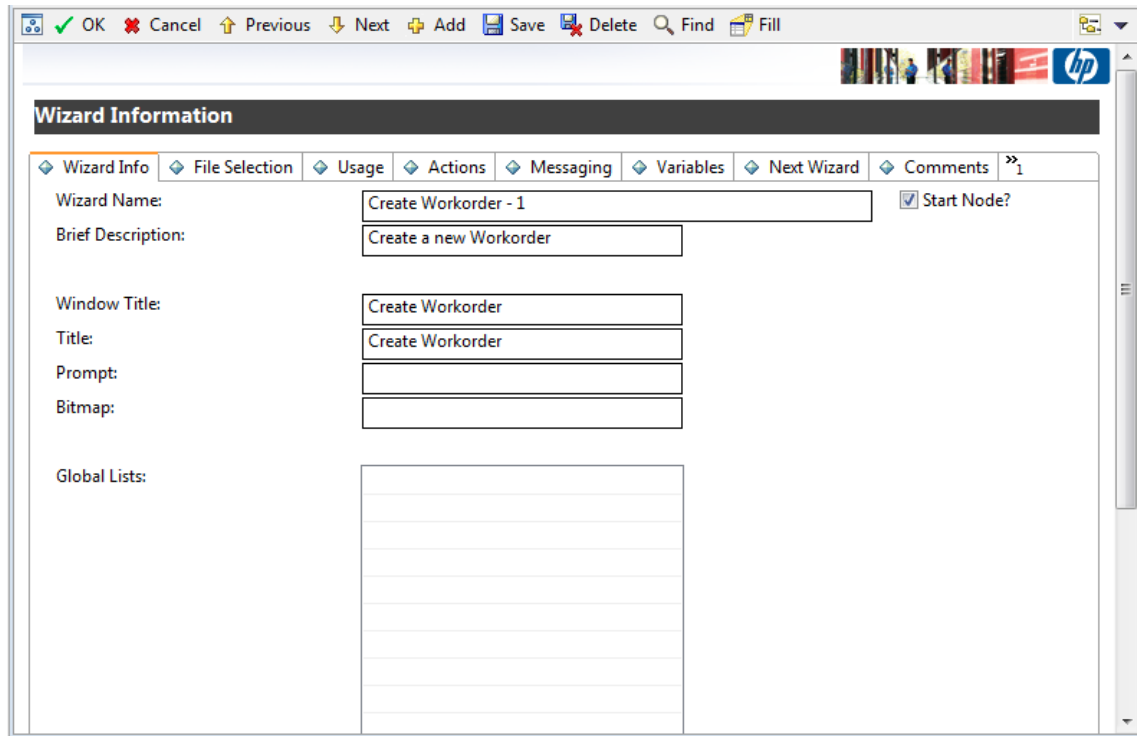 OK Cancel Previous Next Add Save Delete Find Fill
hp
Wizard Information
Wizard Info File Selection Usage Actions Messaging Variables Next Wizard Comments »1
Wizard Name: Create Workorder - 1 Start Node?
Brief Description: Create a new Workorder
Window Title: Create Workorder
Title: Create Workorder
Prompt:
Bitmap:
Global Lists: